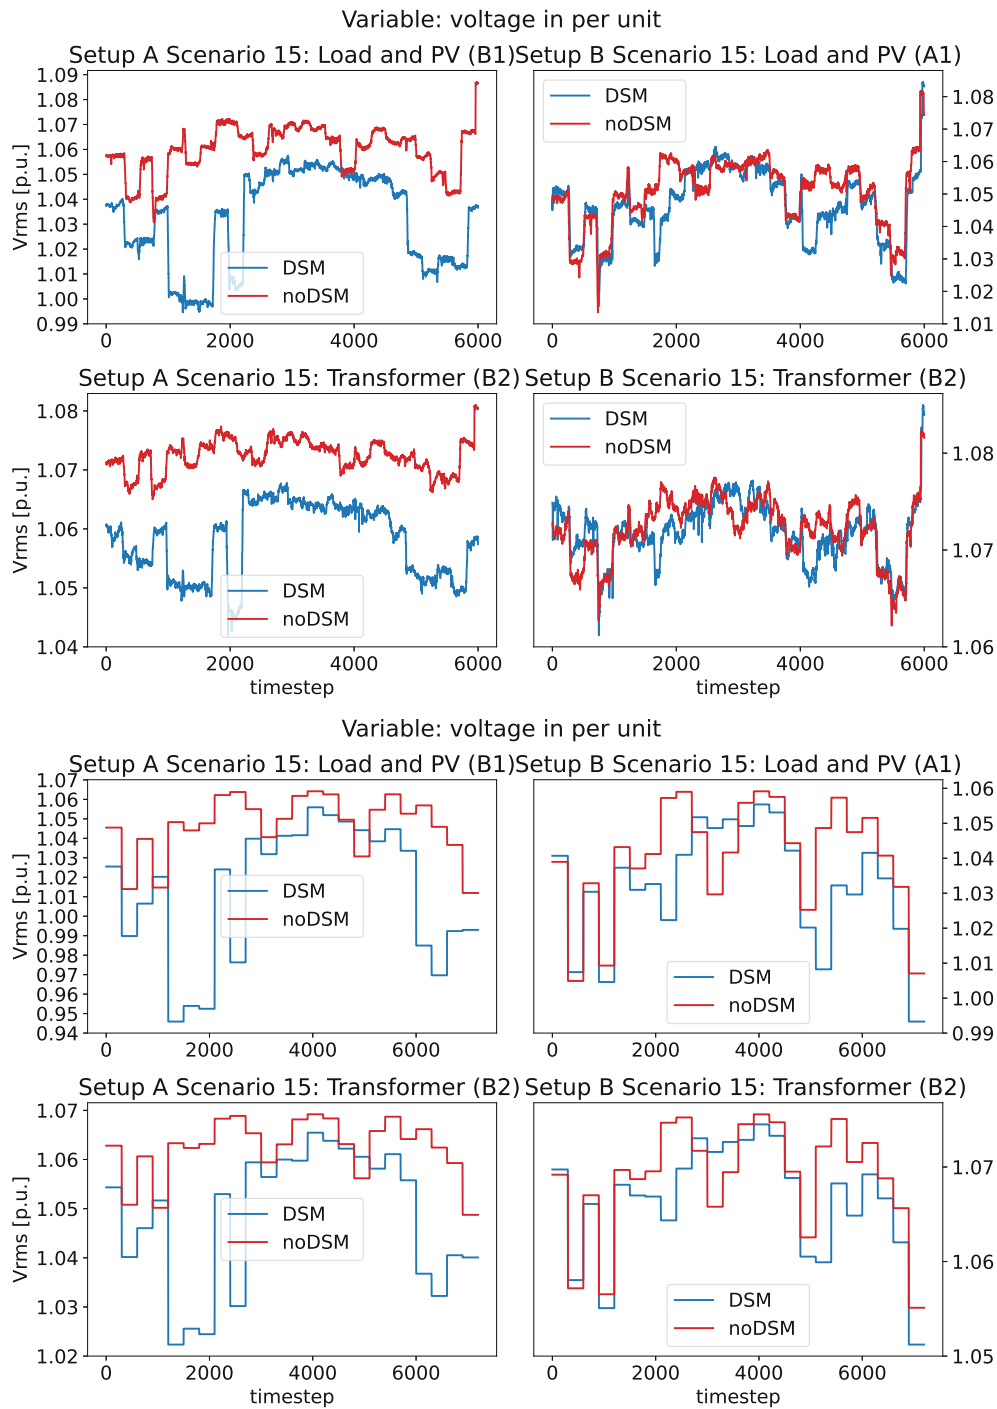 Variable: voltage in per unit
Setup A Scenario 15: Load and PV (B1)
Setup B Scenario 15: Load and PV (A1)
1.09
1.08
1.07
1.06
1.05
1.04
1.03
1.02
1.01
1.00
0.99
Vrms [p.u.]
DSM
noDSM
0 2000 4000 6000
DSM
noDSM
1.08
1.07
1.06
1.05
1.04
1.03
1.02
1.01
0 2000 4000 6000
Setup A Scenario 15: Transformer (B2)
Setup B Scenario 15: Transformer (B2)
1.08
1.07
1.06
1.05
1.04
Vrms [p.u.]
DSM
noDSM
0 2000 4000 6000
timestep
DSM
noDSM
1.08
1.07
1.06
0 2000 4000 6000
timestep
Variable: voltage in per unit
Setup A Scenario 15: Load and PV (B1)
Setup B Scenario 15: Load and PV (A1)
1.07
1.06
1.05
1.04
1.03
1.02
1.01
1.00
0.99
0.98
0.97
0.96
0.95
0.94
Vrms [p.u.]
DSM
noDSM
0 2000 4000 6000
DSM
noDSM
1.06
1.05
1.04
1.03
1.02
1.01
1.00
0.99
0 2000 4000 6000
Setup A Scenario 15: Transformer (B2)
Setup B Scenario 15: Transformer (B2)
1.07
1.06
1.05
1.04
1.03
1.02
Vrms [p.u.]
DSM
noDSM
0 2000 4000 6000
timestep
DSM
noDSM
1.07
1.06
1.05
0 2000 4000 6000
timestep